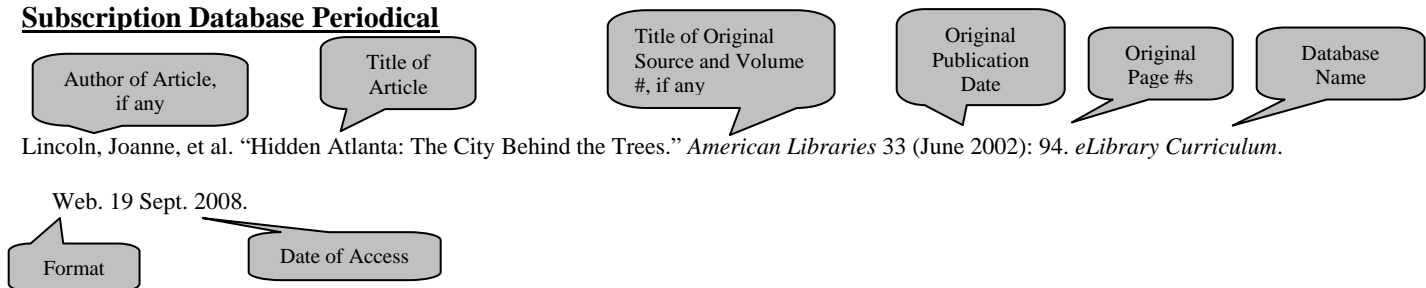 Subscription Database Periodical
Author of Article,
if any
Title of
Article
Title of Original
Source and Volume
#, if any
Original
Publication
Date
Original
Page #s
Database
Name
Lincoln, Joanne, et al. “Hidden Atlanta: The City Behind the Trees.” American Libraries 33 (June 2002): 94. eLibrary Curriculum.
Web. 19 Sept. 2008.
Format
Date of Access